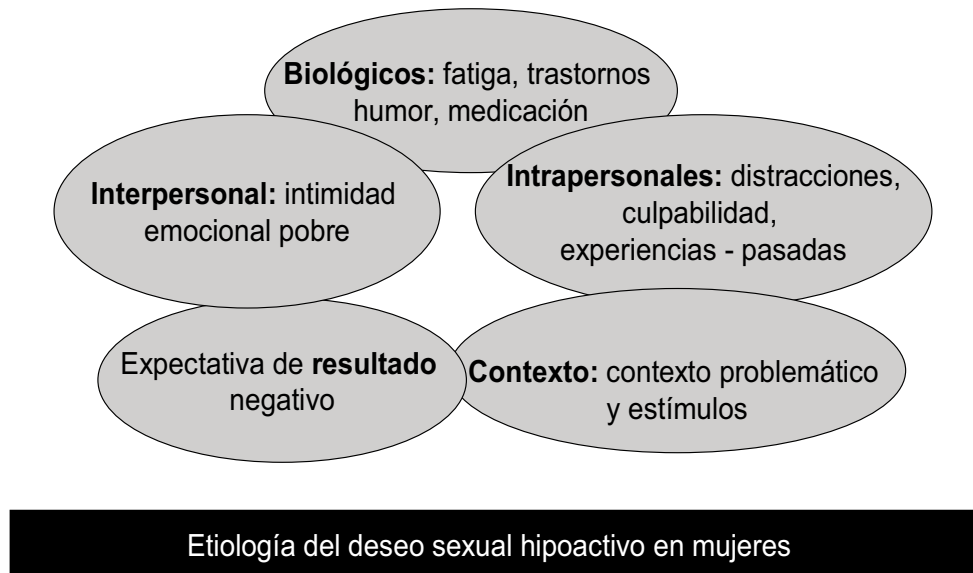 Biológicos: fatiga, trastornos
humor, medicación
Interpersonal: intimidad
emocional pobre
Intrapersonales: distracciones,
culpabilidad,
experiencias - pasadas
Expectativa de resultado
negativo
Contexto: contexto problemático
y estímulos
Etiología del deseo sexual hipoactivo en mujeres